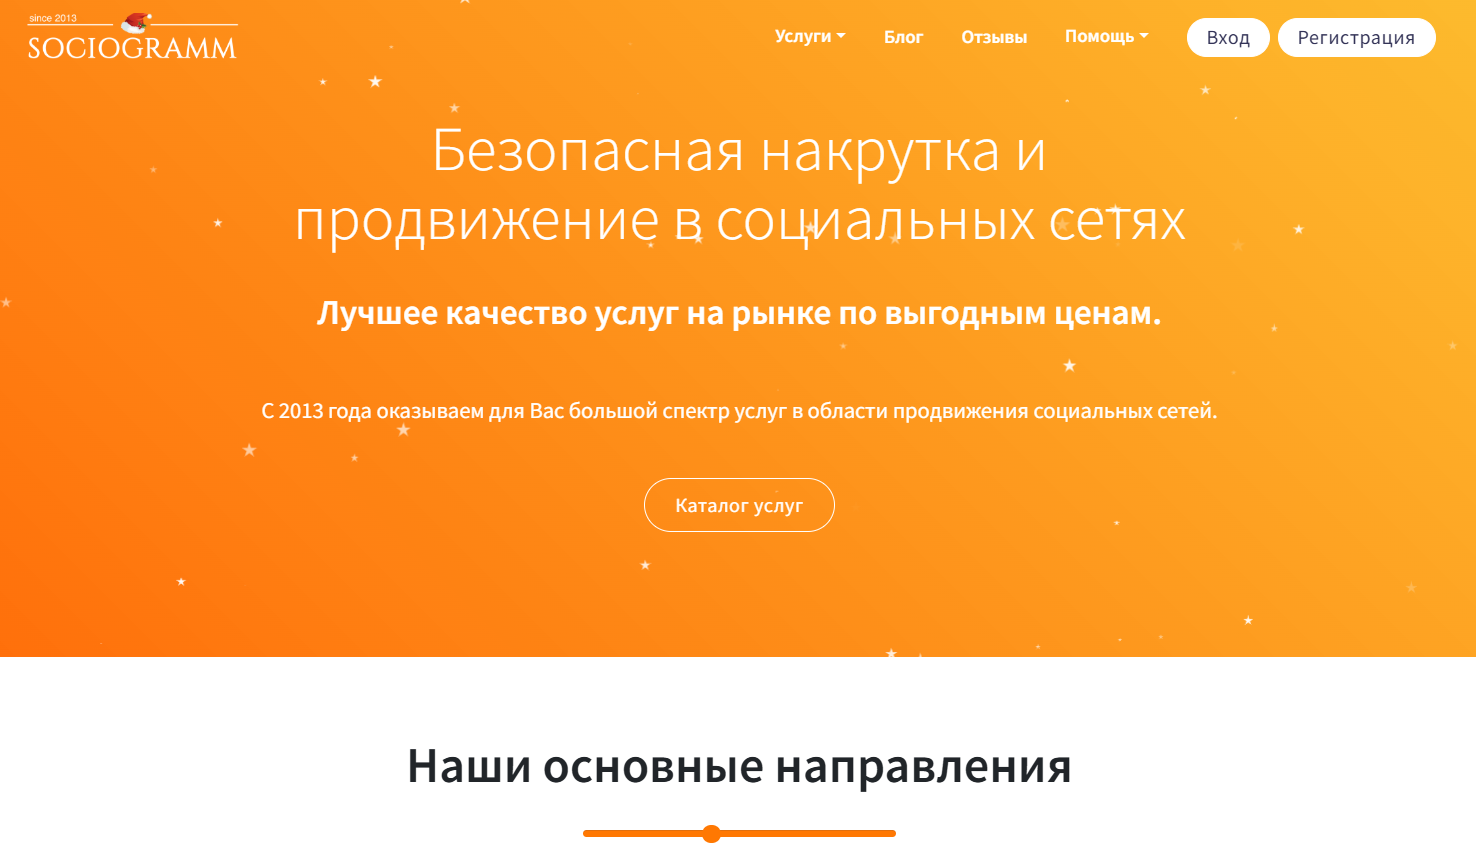 since 2013
SOCIOGRAMM
Услуги
Блог
Отзывы
Помощь
Вход
Регистрация
Безопасная накрутка и
продвижение в социальных сетях
Лучшее качество услуг на рынке по выгодным ценам.
С 2013 года оказываем для Вас большой спектр услуг в области продвижения социальных сетей.
Каталог услуг
Наши основные направления